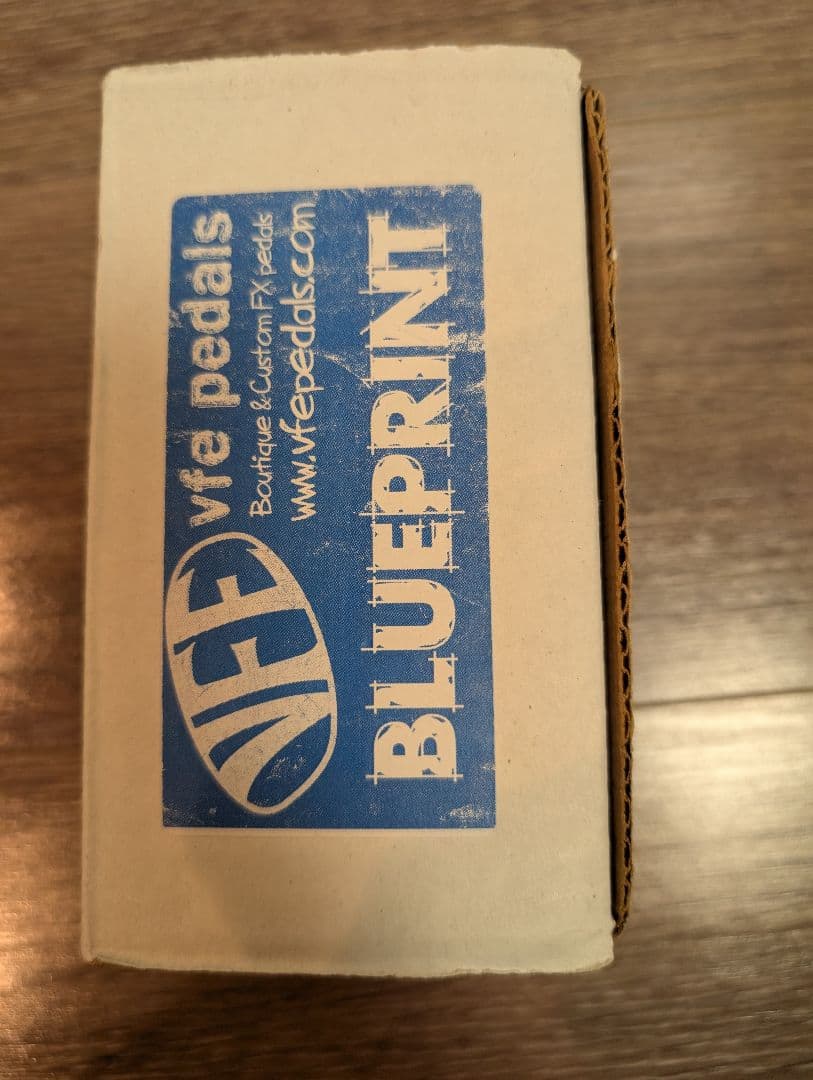 VFE
vfe pedals
Boutique & Custom FX pedals
www.vfepedals.com
BLUEPRINT